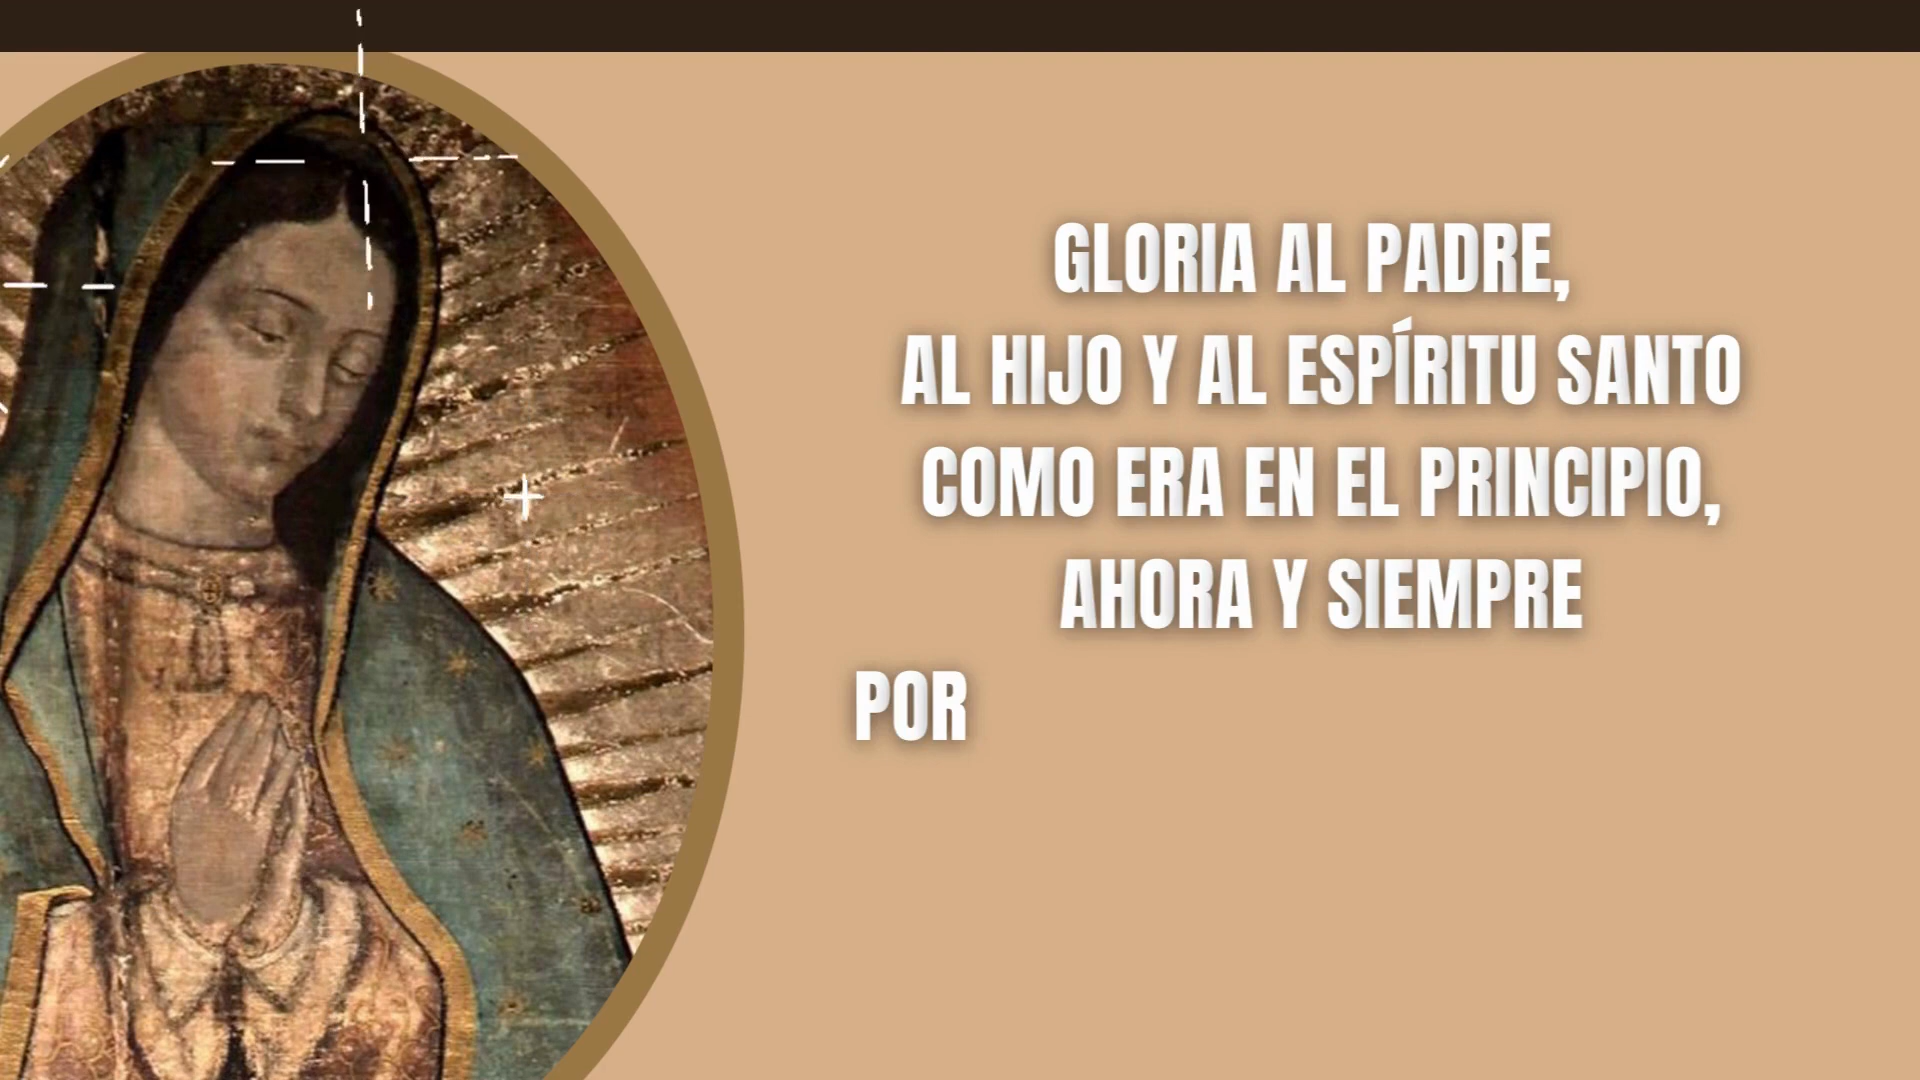 GLORIA AL PADRE,
AL HIJO Y AL ESPÍRITU SANTO
COMO ERA EN EL PRINCIPIO,
AHORA Y SIEMPRE
POR